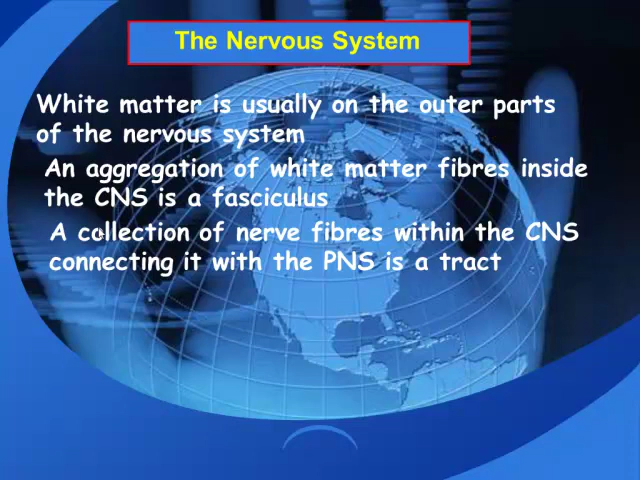 The Nervous System
White matter is usually on the outer parts
of the nervous system
An aggregation of white matter fibres inside
the CNS is a fasciculus
A collection of nerve fibres within the CNS
connecting it with the PNS is a tract